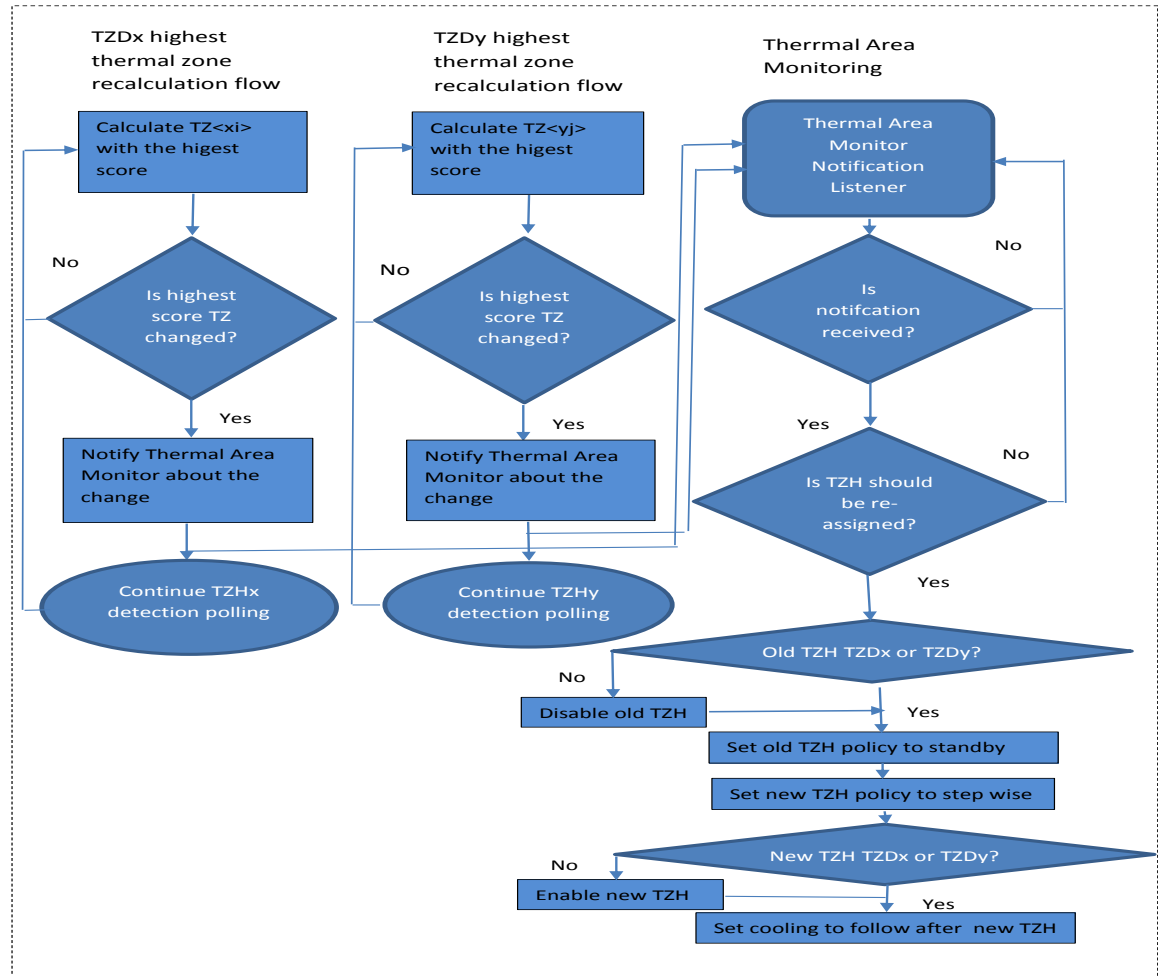 TZDx highest
thermal zone
recalculation flow
Calculate TZ<xi>
with the higest
score
No
Is highest
score TZ
changed?
Yes
Notify Thermal Area
Monitor about the
change
Continue TZHx
detection polling
TZDy highest
thermal zone
recalculation flow
Calculate TZ<yj>
with the higest
score
No
Is highest
score TZ
changed?
Yes
Notify Thermal Area
Monitor about the
change
Continue TZHy
detection polling
Therrmal Area
Monitoring
Thermal Area
Monitor
Notification
Listener
No
Is
notifcation
received?
Yes
No
Is TZH should
be re-
assigned?
Yes
Old TZH TZDx or TZDy?
No
Disable old TZH
Yes
Set old TZH policy to standby
Set new TZH policy to step wise
New TZH TZDx or TZDy?
No
Enable new TZH
Yes
Set cooling to follow after new TZH